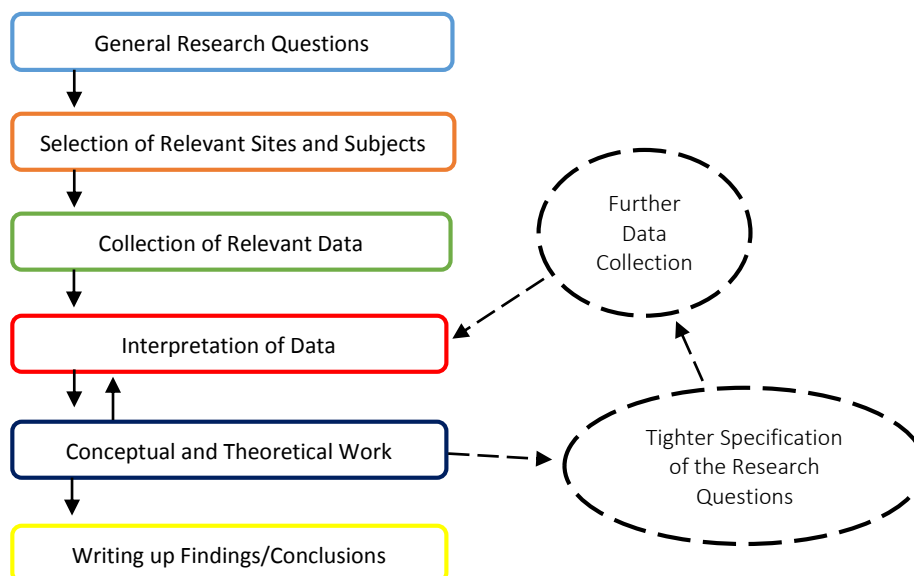 General Research Questions
Selection of Relevant Sites and Subjects
Collection of Relevant Data
Further
Data
Collection
Interpretation of Data
Conceptual and Theoretical Work
Tighter Specification
of the Research
Questions
Writing up Findings/Conclusions